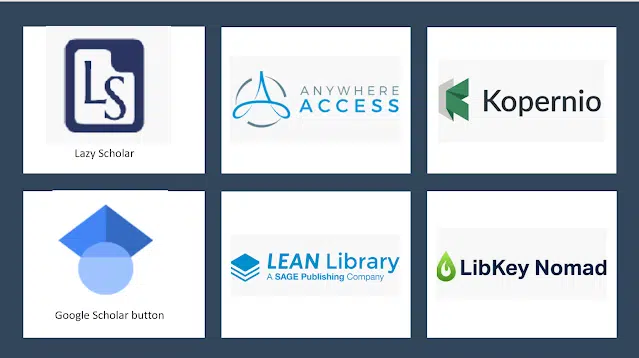 LS
Lazy Scholar
ANYWHERE
ACCESS
Kopernio
Google Scholar button
LEAN Library
A SAGE Publishing Company
LibKey Nomad